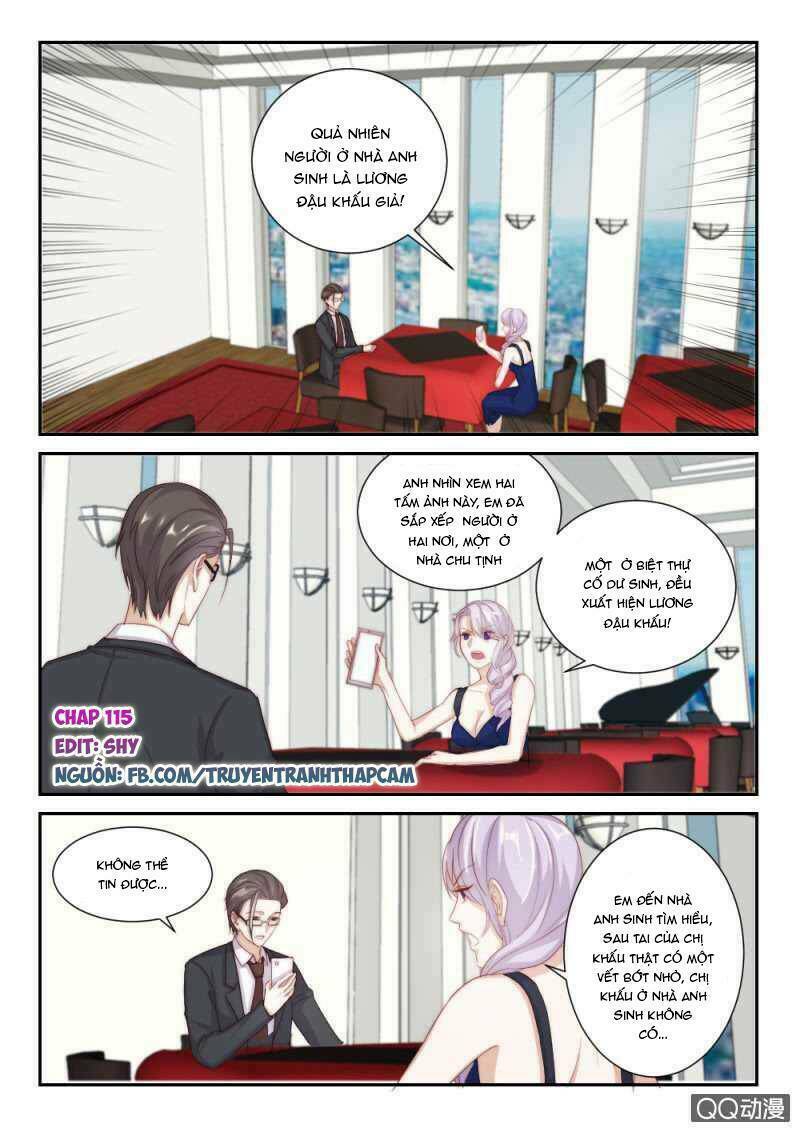 QUẢ NHIÊN
NGƯỜI Ở NHÀ ANH
SINH LÀ LƯƠNG
ĐẬU KHẤU GIẢ!
ANH NHÌN XEM HAI
TẤM ẢNH NÀY, EM ĐÃ
SẮP XẾP NGƯỜI Ở
HAI NƠI, MỘT Ở
NHÀ CHU TỊNH
MỘT Ở BIỆT THỰ
CỐ DƯ SINH, ĐỀU
XUẤT HIỆN LƯƠNG
ĐẬU KHẤU!
CHAP 115
EDIT: SHY
NGUỒN: FB.COM/TRUYENTRANHTHAPCAM
KHÔNG THỂ
TIN ĐƯỢC...
EM ĐẾN NHÀ
ANH SINH TÌM HIỂU,
SAU TAI CỦA CHỊ
KHẤU THẬT CÓ MỘT
VẾT BỚT NHỎ, CHỊ
KHẤU Ở NHÀ ANH
SINH KHÔNG
CÓ...
QQ动漫